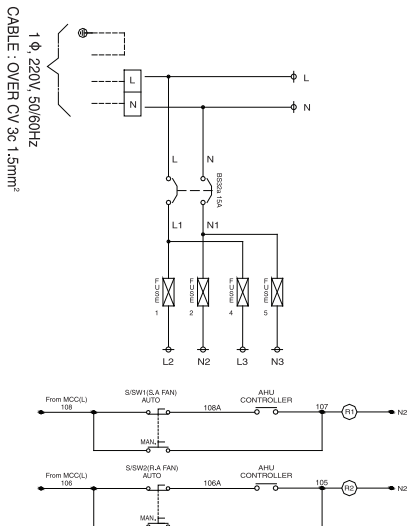 1 Φ, 220V, 50/60Hz
CABLE : OVER CV 3c 1.5mm²
L
N
L
N
L
N
BS32a 15A
L1
N1
FUSE
1
FUSE
2
FUSE
4
FUSE
5
L2
N2
L3
N3
From MCC(L)
108
S/SW1(S.A FAN)
AUTO
108A
AHU
CONTROLLER
107
R1
N2
MAN.
From MCC(L)
106
S/SW2(R.A FAN)
AUTO
106A
AHU
CONTROLLER
105
R2
N2
MAN.